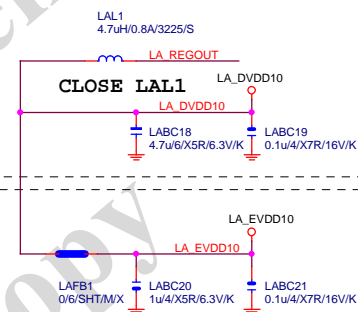 LAL1
4.7uH/0.8A/3225/S
LA_REGOUT
CLOSE LAL1
LA_DVDD10
LA_DVDD10
LABC18
4.7u/6/X5R/6.3V/K
LABC19
0.1u/4/X7R/16V/K
LA_EVDD10
LA_EVDD10
LAFB1
0/6/SHT/M/X
LABC20
1u/4/X5R/6.3V/K
LABC21
0.1u/4/X7R/16V/K
opy